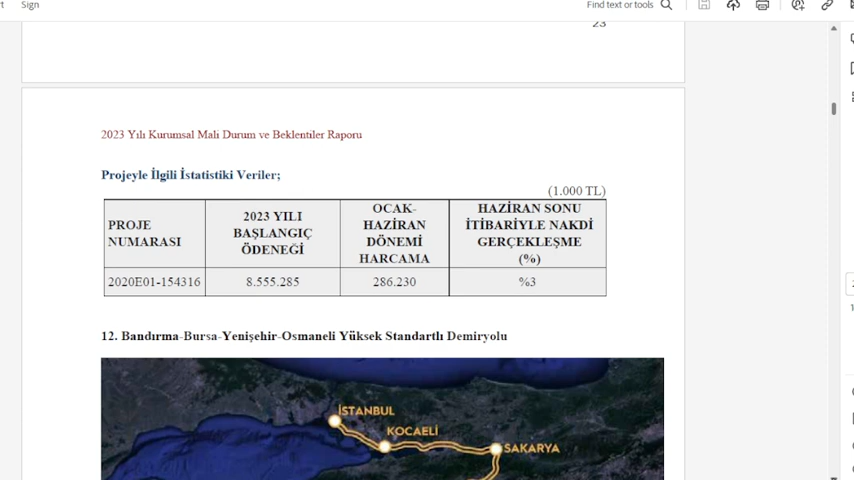 Sign
Find text or tools
23
2023 Yılı Kurumsal Mali Durum ve Beklentiler Raporu
Projeyle İlgili İstatistiki Veriler;
(1.000 TL)
PROJE NUMARASI
2023 YILI BAŞLANGIÇ ÖDENEĞİ
OCAK-HAZİRAN DÖNEMİ HARCAMA
HAZİRAN SONU İTİBARİYLE NAKDİ GERÇEKLEŞME (%)
2020E01-154316
8.555.285
286.230
%3
12. Bandırma-Bursa-Yenişehir-Osmaneli Yüksek Standartlı Demiryolu
İSTANBUL
KOCAELİ
SAKARYA